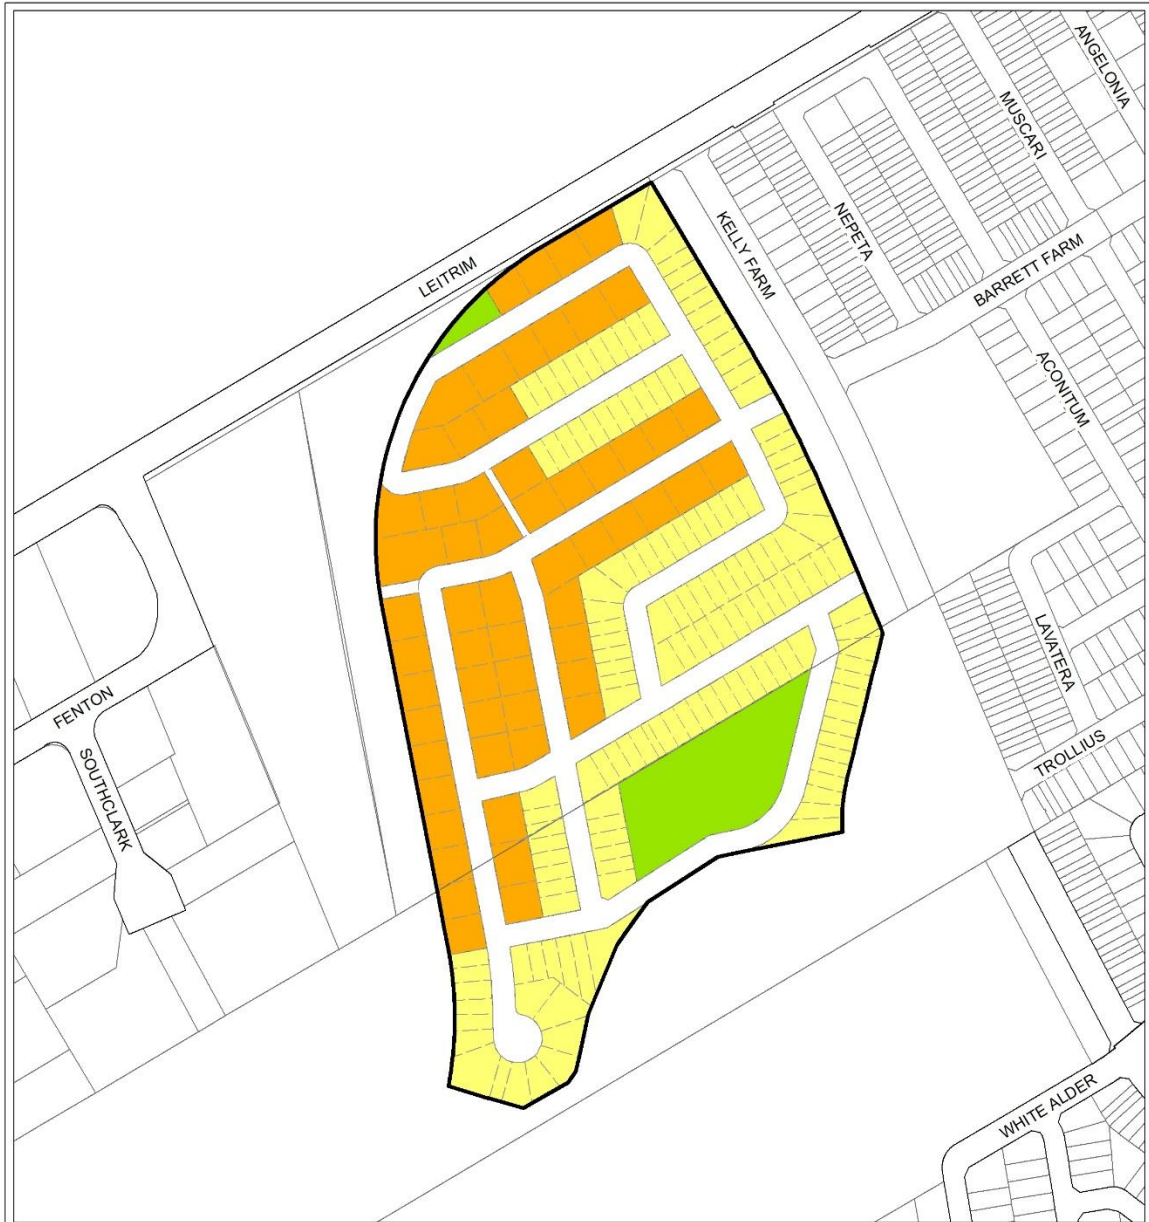 ANGELONIA
MUSCARI
NEPETA
KELLY FARM
BARRETT FARM
LEITRIM
ACONITUM
LAVATERA
FENTON
SOUTHCLARK
TROLLIUS
WHITE ALDER